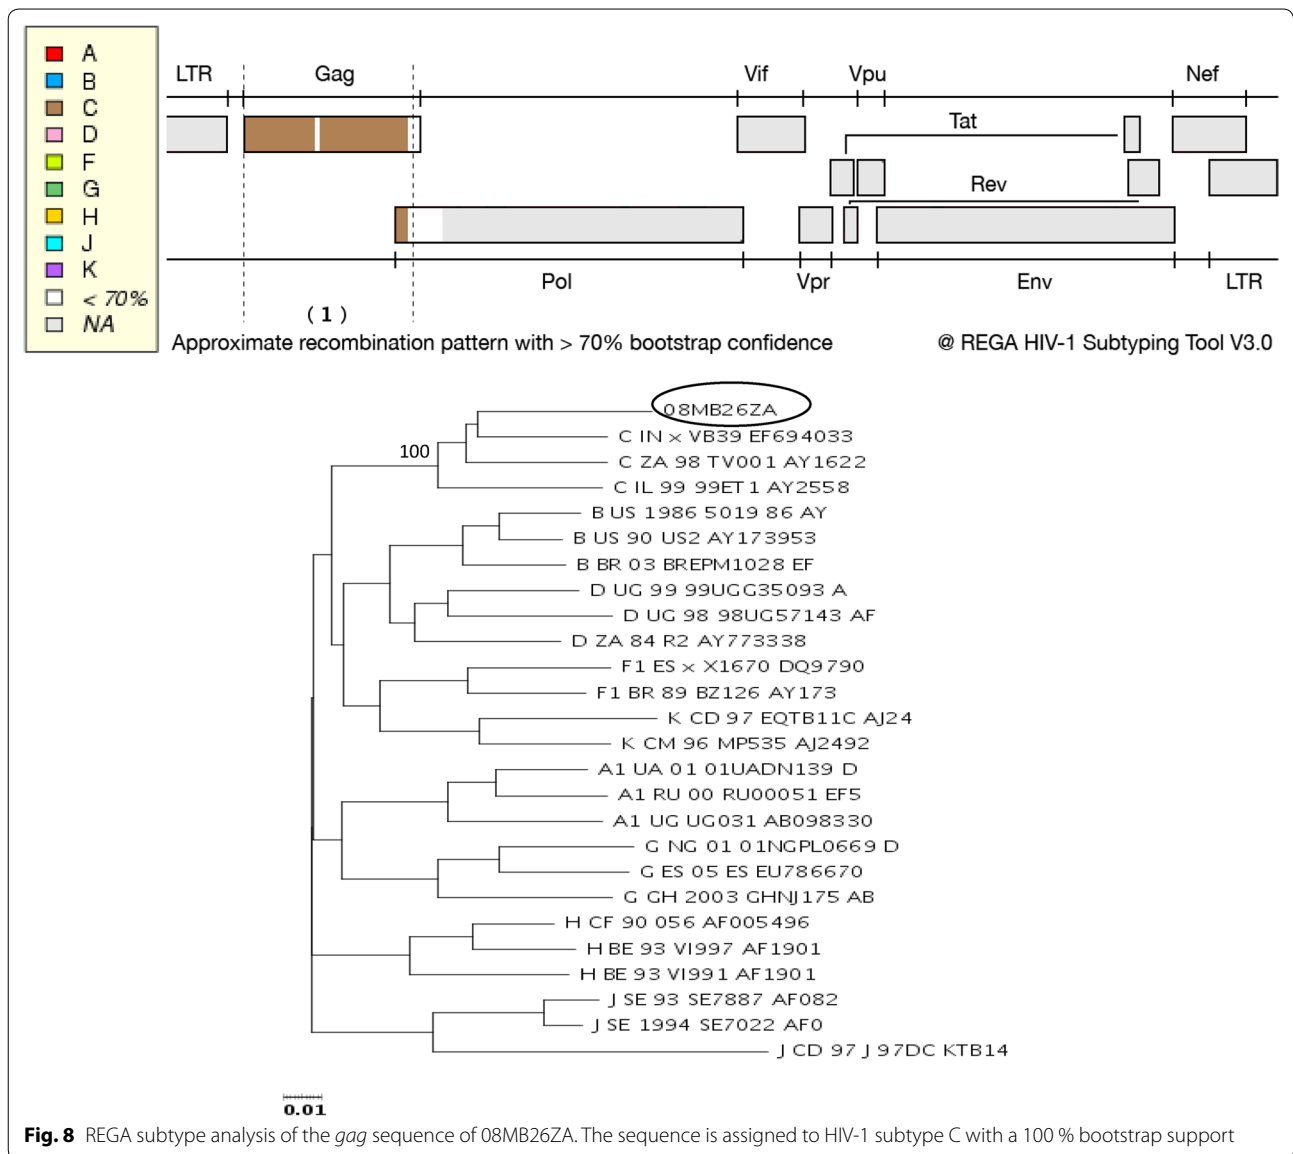 A
B
C
D
F
G
H
J
K
< 70%
NA
LTR Gag Vif Vpu Nef
Tat
Rev
Pol Vpr Env LTR
( 1 )
Approximate recombination pattern with > 70% bootstrap confidence @ REGA HIV-1 Subtyping Tool V3.0
08MB26ZA
C IN x VB39 EF694033
100
C ZA 98 TV001 AY1622
C IL 99 99ET1 AY2558
B US 1986 5019 86 AY
B US 90 US2 AY173953
B BR 03 BREPM1028 EF
D UG 99 99UGG35093 A
D UG 98 98UG57143 AF
D ZA 84 R2 AY773338
F1 ES x X1670 DQ9790
F1 BR 89 BZ126 AY173
K CD 97 EQTB11C AJ24
K CM 96 MP535 AJ2492
A1 UA 01 01UADN139 D
A1 RU 00 RU00051 EF5
A1 UG UG031 AB098330
G NG 01 01NGPL0669 D
G ES 05 ES EU786670
G GH 2003 GHNJ175 AB
H CF 90 056 AF005496
H BE 93 VI997 AF1901
H BE 93 VI991 AF1901
J SE 93 SE7887 AF082
J SE 1994 SE7022 AF0
J CD 97 J 97DC KTB14
0.01
Fig. 8 REGA subtype analysis of the gag sequence of 08MB26ZA. The sequence is assigned to HIV-1 subtype C with a 100 % bootstrap support